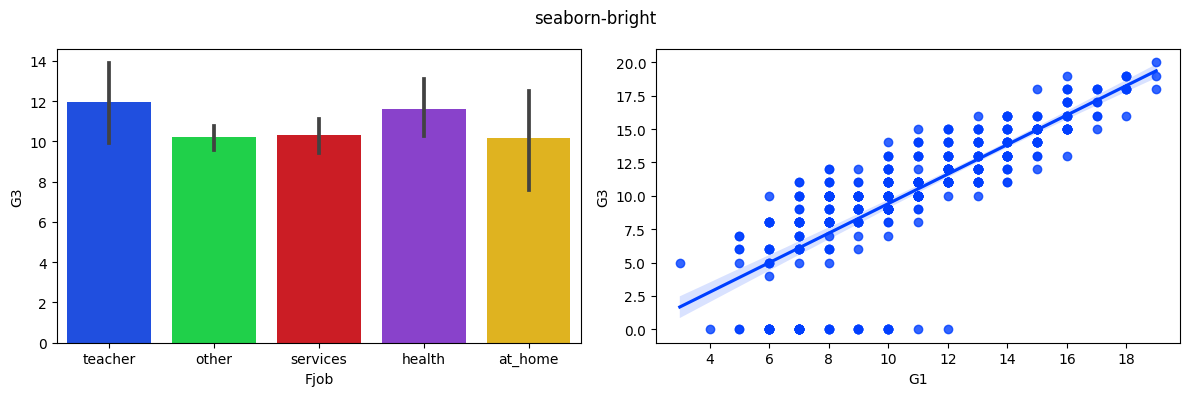 seaborn-bright
G3
14
12
10
8
6
4
2
0
teacher other services health at_home
Fjob
G3
20.0
17.5
15.0
12.5
10.0
7.5
5.0
2.5
0.0
4 6 8 10 12 14 16 18
G1